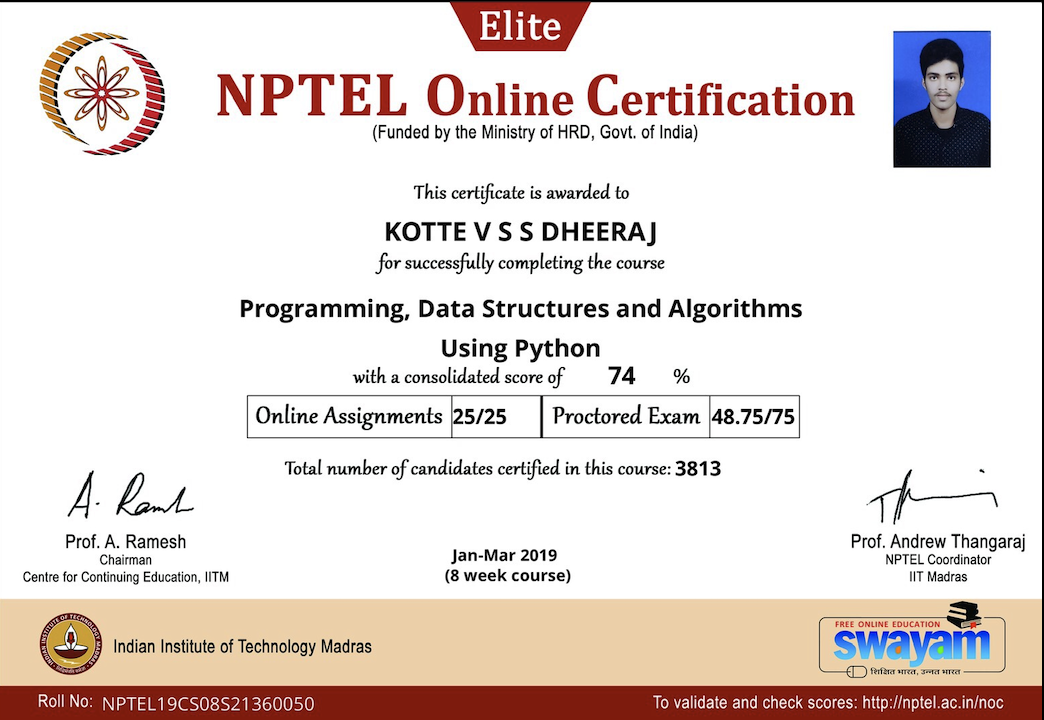 Elite
NPTEL Online Certification
(Funded by the Ministry of HRD, Govt. of India)
This certificate is awarded to
KOTTE V S S DHEERAJ
for successfully completing the course
Programming, Data Structures and Algorithms
Using Python
with a consolidated score of 74 %
Online Assignments 25/25 Proctored Exam 48.75/75
Total number of candidates certified in this course: 3813
A. Ramesh
Prof. A. Ramesh
Chairman
Centre for Continuing Education, IITM
Jan-Mar 2019
(8 week course)
Prof. Andrew Thangaraj
NPTEL Coordinator
IIT Madras
INDIAN INSTITUTE OF TECHNOLOGY MADRAS
Indian Institute of Technology Madras
FREE ONLINE EDUCATION
swayam
शिक्षित भारत, उन्नत भारत
Roll No: NPTEL19CS08S21360050
To validate and check scores: http://nptel.ac.in/noc